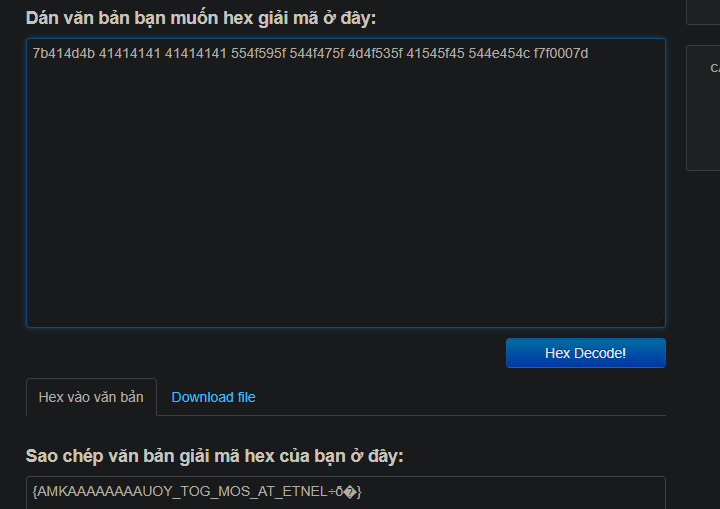 Dán văn bản bạn muốn hex giải mã ở đây:
7b414d4b 41414141 41414141 554f595f 544f475f 4d4f535f 41545f45 544e454c f7f0007d
Hex Decode!
Hex vào văn bản
Download file
Sao chép văn bản giải mã hex của bạn ở đây:
{AMKAAAAAAAAUOY_TOG_MOS_AT_ETNEL÷ð�}